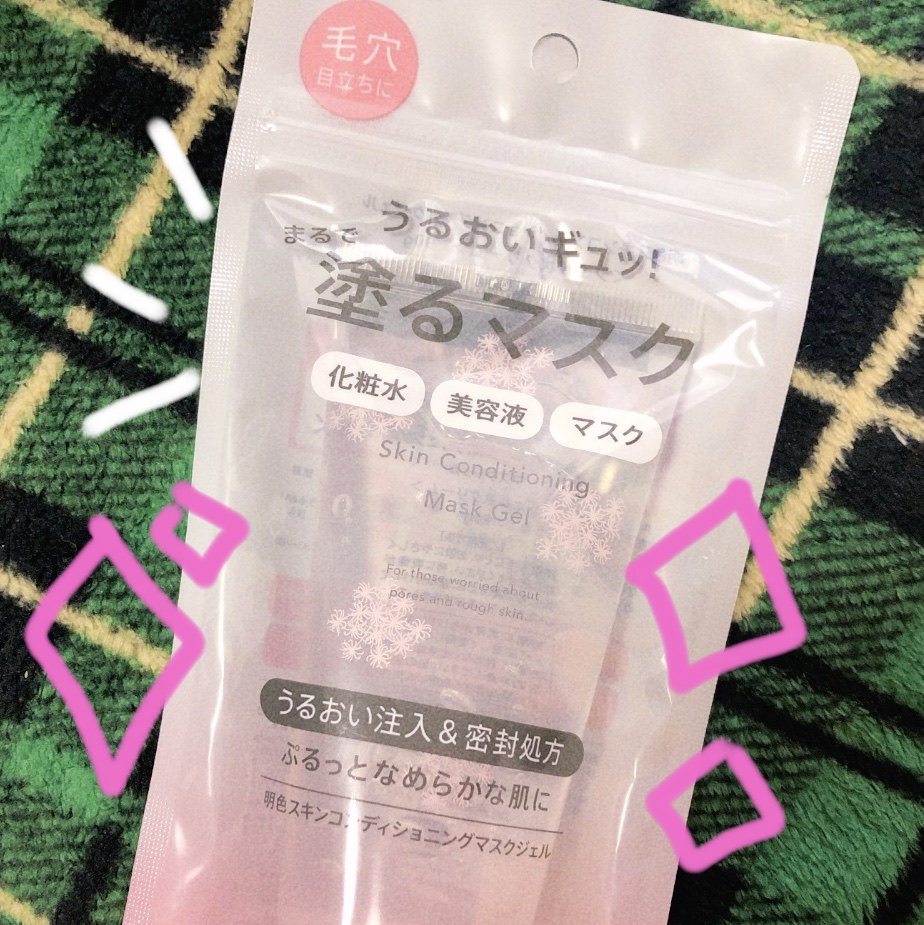 毛穴
目立ちに
うるおいギュッ!
まるで
塗るマスク
化粧水 美容液 マスク
Skin Conditioning
Mask Gel
For those worried about
pores and rough skin.
うるおい注入&密封処方
ぷるっとなめらかな肌に
明色スキンコンディショニングマスクジェル